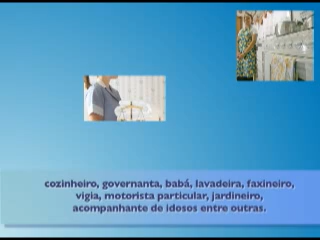 cozinheiro, governanta, babá, lavadeira, faxineiro,
vigia, motorista particular, jardineiro,
acompanhante de idosos entre outras.